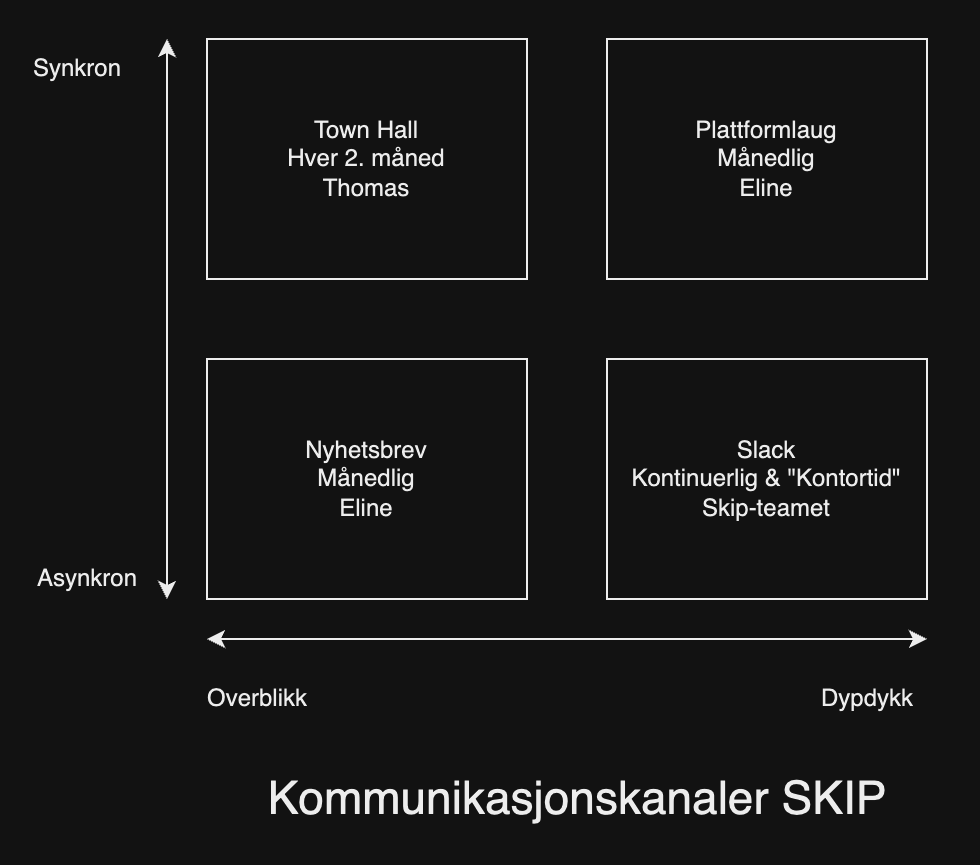 Synkron
Town Hall
Hver 2. måned
Thomas
Plattformlaug
Månedlig
Eline
Nyhetsbrev
Månedlig
Eline
Slack
Kontinuerlig & "Kontortid"
Skip-teamet
Asynkron
Overblikk
Dypdykk
Kommunikasjonskanaler SKIP